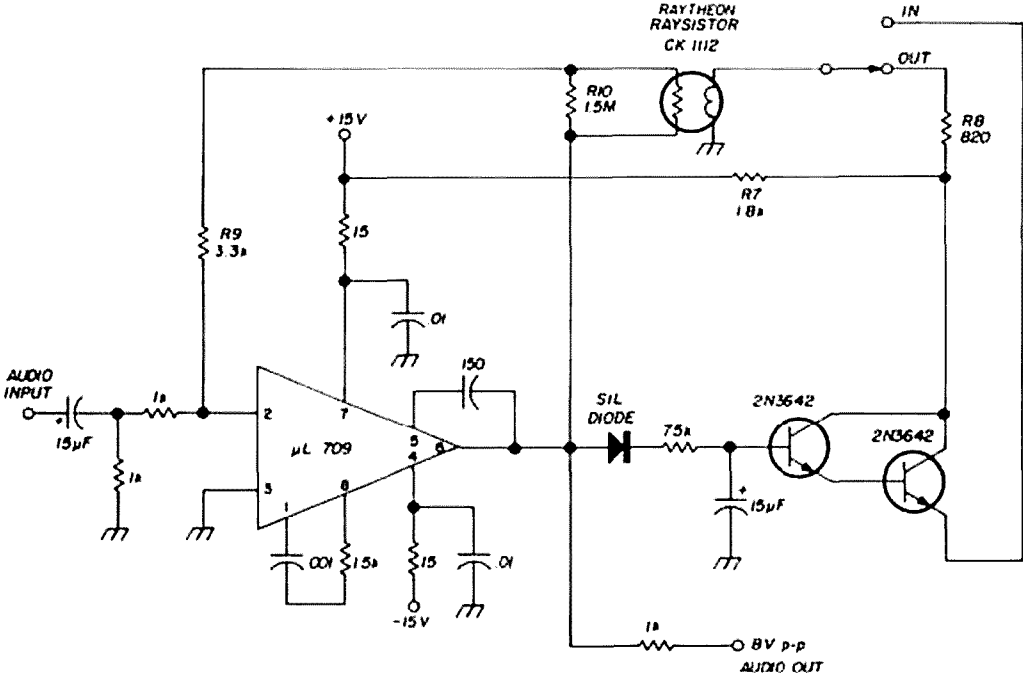 RAYTHEON
RAYSISTOR
CK 1112
IN
OUT
R10
1.5M
R8
820
+15V
R7
1.8k
15
R9
3.3k
.01
AUDIO
INPUT
150
SIL
DIODE
2N3642
1k
2
7
75k
2N3642
+
15µF
5
6
µL 709
4
1k
3
8
+
15µF
1
.001
1.5k
15
.01
-15V
1k
8V p-p
AUDIO OUT